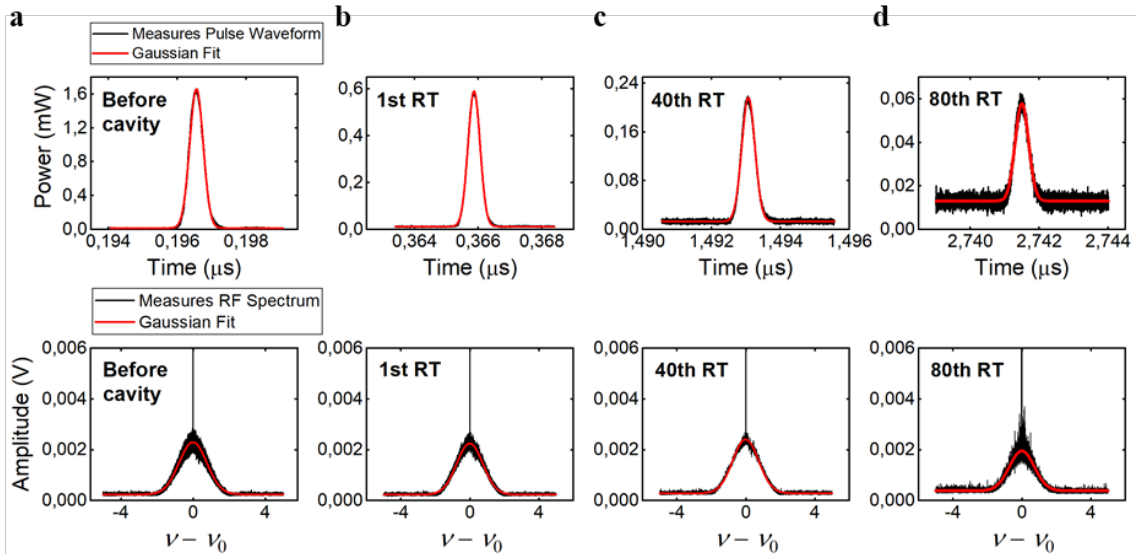 a b c d
Measures Pulse Waveform
Gaussian Fit
Before
cavity
1st RT
40th RT
80th RT
Power (mW)
1,6
1,2
0,8
0,4
0,0
0,6
0,4
0,2
0,0
0,24
0,16
0,08
0,00
0,06
0,04
0,02
0,00
0,194 0,196 0,198
0,364 0,366 0,368
1,490 1,492 1,494 1,496
2,740 2,742 2,744
Time (μs) Time (μs) Time (μs) Time (μs)
Measures RF Spectrum
Gaussian Fit
Before
cavity
1st RT
40th RT
80th RT
Amplitude (V)
0,006
0,004
0,002
0,000
0,006
0,004
0,002
0,000
0,006
0,004
0,002
0,000
0,006
0,004
0,002
0,000
-4 0 4
-4 0 4
-4 0 4
-4 0 4
ν – ν0 ν – ν0 ν – ν0 ν – ν0